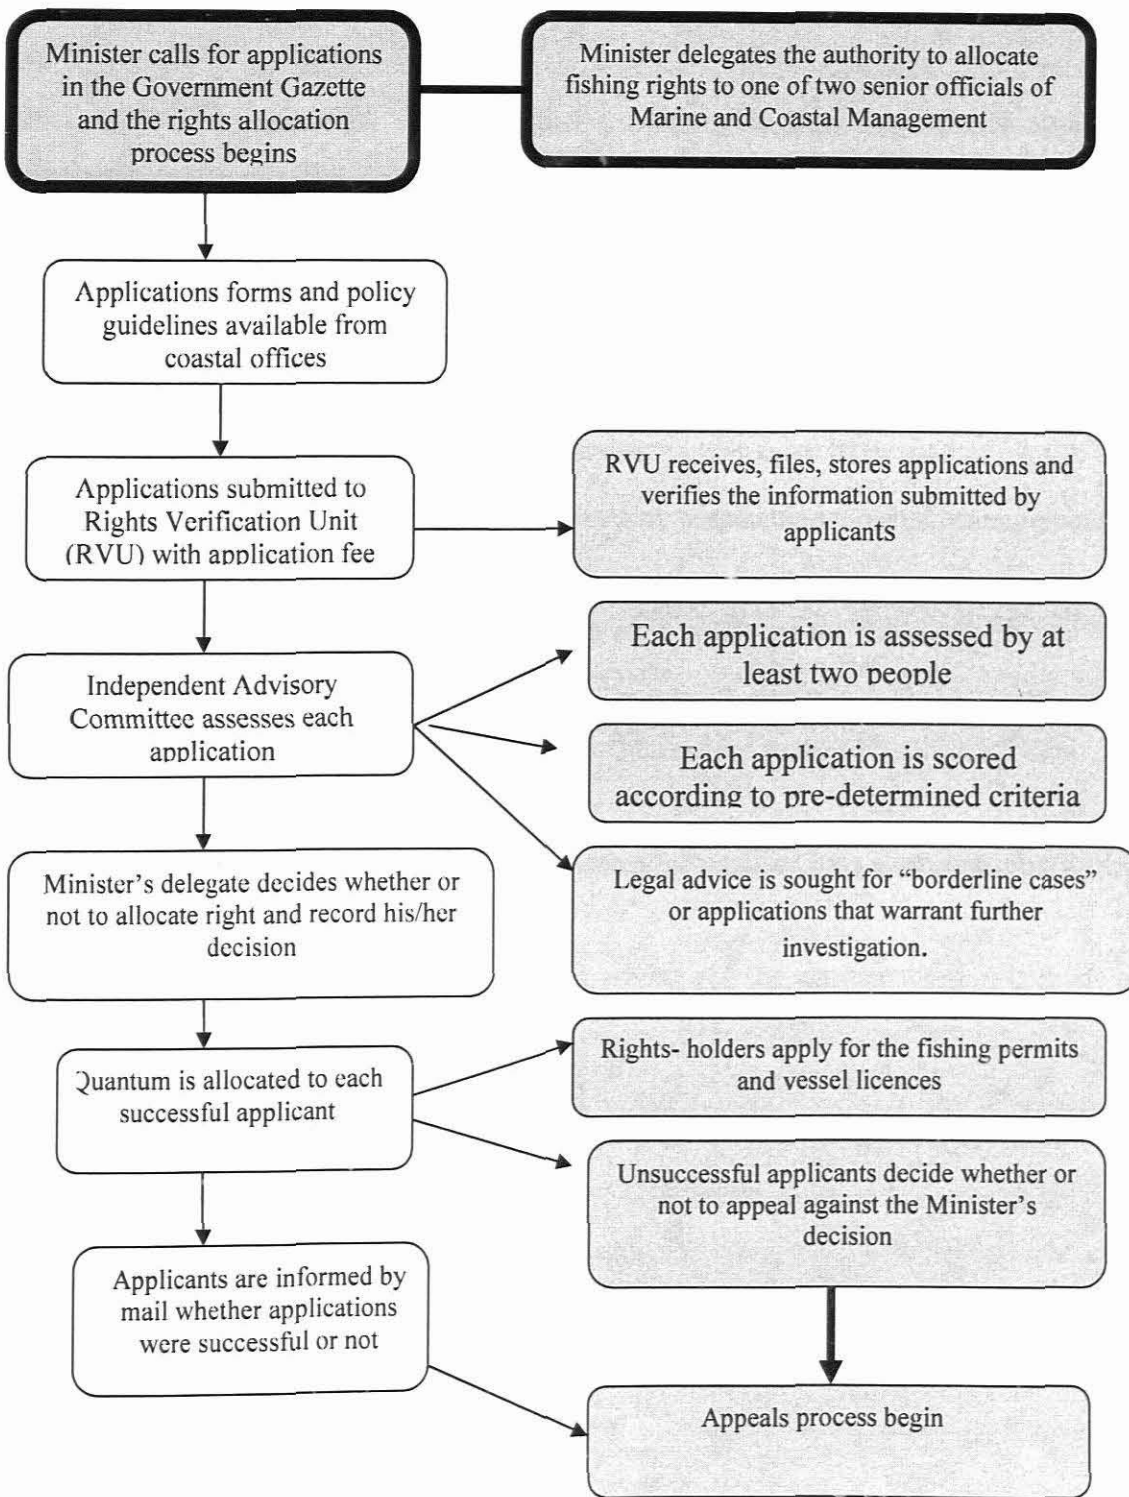 Minister calls for applications
in the Government Gazette
and the rights allocation
process begins
Minister delegates the authority to allocate
fishing rights to one of two senior officials of
Marine and Coastal Management
Applications forms and policy
guidelines available from
coastal offices
Applications submitted to
Rights Verification Unit
(RVU) with application fee
RVU receives, files, stores applications and
verifies the information submitted by
applicants
Independent Advisory
Committee assesses each
application
Each application is assessed by at
least two people
Each application is scored
according to pre-determined criteria
Legal advice is sought for “borderline cases”
or applications that warrant further
investigation.
Minister’s delegate decides whether or
not to allocate right and record his/her
decision
Quantum is allocated to each
successful applicant
Rights- holders apply for the fishing permits
and vessel licences
Unsuccessful applicants decide whether or
not to appeal against the Minister’s
decision
Applicants are informed by
mail whether applications
were successful or not
Appeals process begin